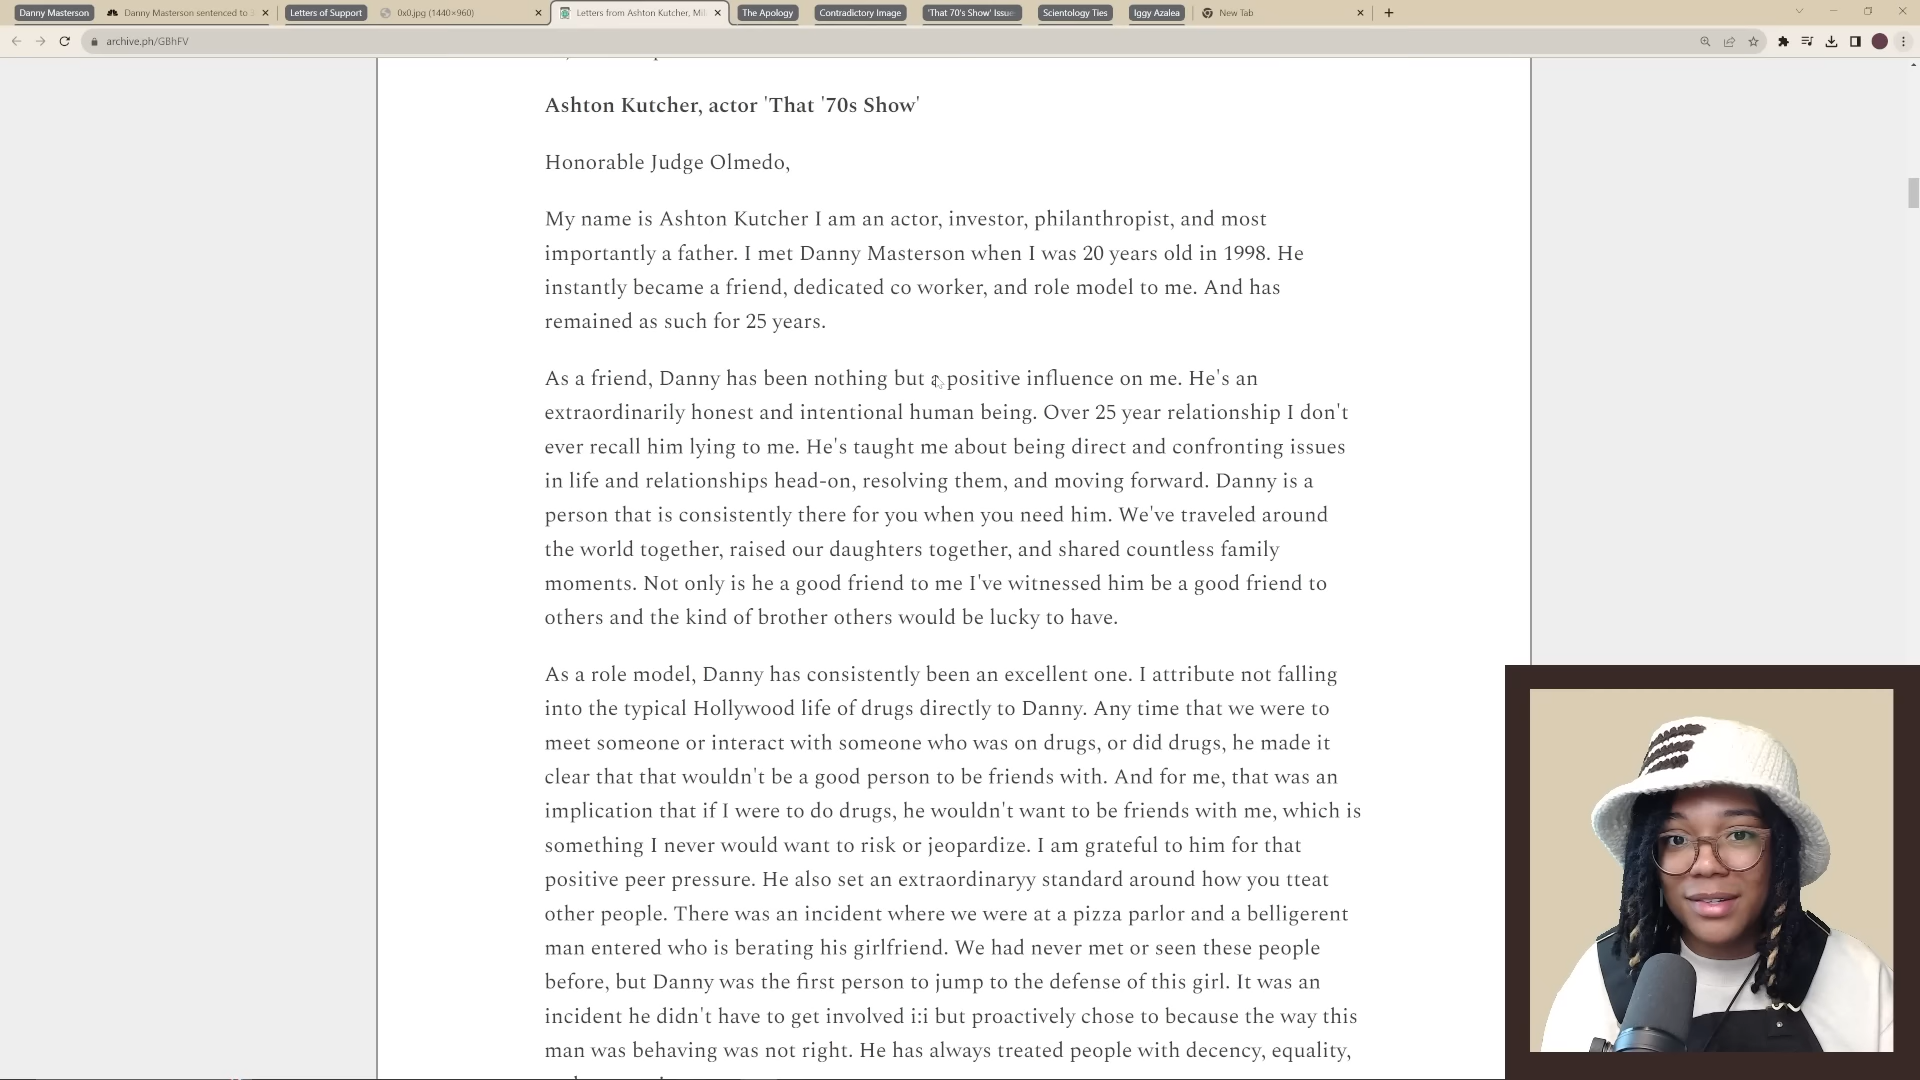 Danny Masterson
Danny Masterson sentenced to
Letters of Support
0x0.jpg (1440×960)
Letters from Ashton Kutcher, Mil
The Apology
Contradictory Image
'That 70's Show' Issue
Scientology Ties
Iggy Azalea
New Tab
archive.ph/GBhFV
Ashton Kutcher, actor 'That '70s Show'
Honorable Judge Olmedo,
My name is Ashton Kutcher I am an actor, investor, philanthropist, and most
importantly a father. I met Danny Masterson when I was 20 years old in 1998. He
instantly became a friend, dedicated co worker, and role model to me. And has
remained as such for 25 years.
As a friend, Danny has been nothing but a positive influence on me. He's an
extraordinarily honest and intentional human being. Over 25 year relationship I don't
ever recall him lying to me. He's taught me about being direct and confronting issues
in life and relationships head-on, resolving them, and moving forward. Danny is a
person that is consistently there for you when you need him. We've traveled around
the world together, raised our daughters together, and shared countless family
moments. Not only is he a good friend to me I've witnessed him be a good friend to
others and the kind of brother others would be lucky to have.
As a role model, Danny has consistently been an excellent one. I attribute not falling
into the typical Hollywood life of drugs directly to Danny. Any time that we were to
meet someone or interact with someone who was on drugs, or did drugs, he made it
clear that that wouldn't be a good person to be friends with. And for me, that was an
implication that if I were to do drugs, he wouldn't want to be friends with me, which is
something I never would want to risk or jeopardize. I am grateful to him for that
positive peer pressure. He also set an extraordinaryy standard around how you tteat
other people. There was an incident where we were at a pizza parlor and a belligerent
man entered who is berating his girlfriend. We had never met or seen these people
before, but Danny was the first person to jump to the defense of this girl. It was an
incident he didn't have to get involved i:i but proactively chose to because the way this
man was behaving was not right. He has always treated people with decency, equality,